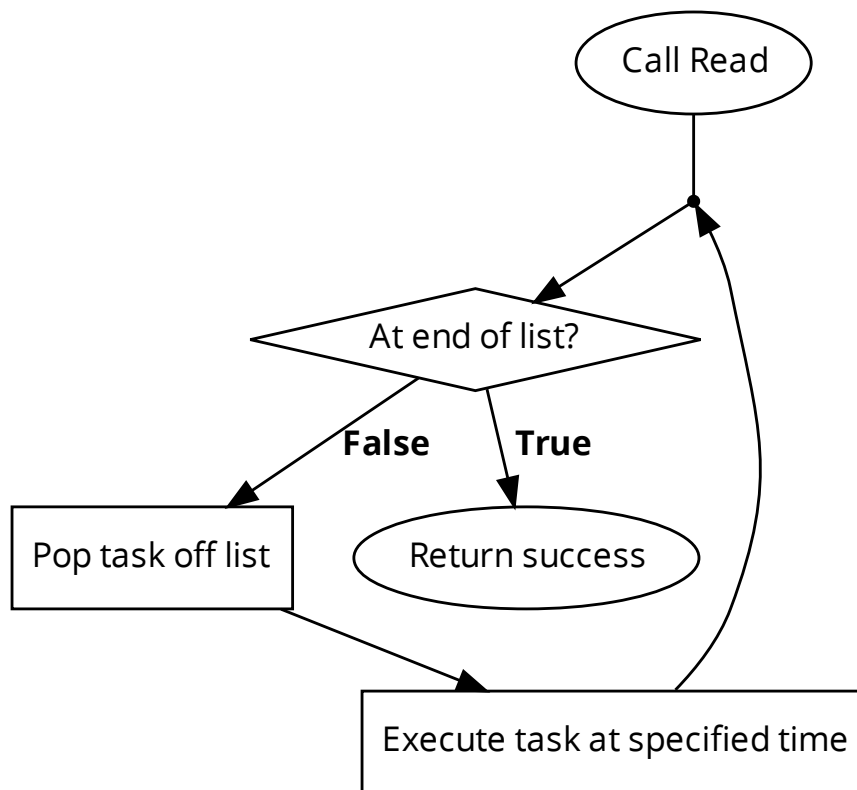 Call Read
At end of list?
False
True
Pop task off list
Return success
Execute task at specified time